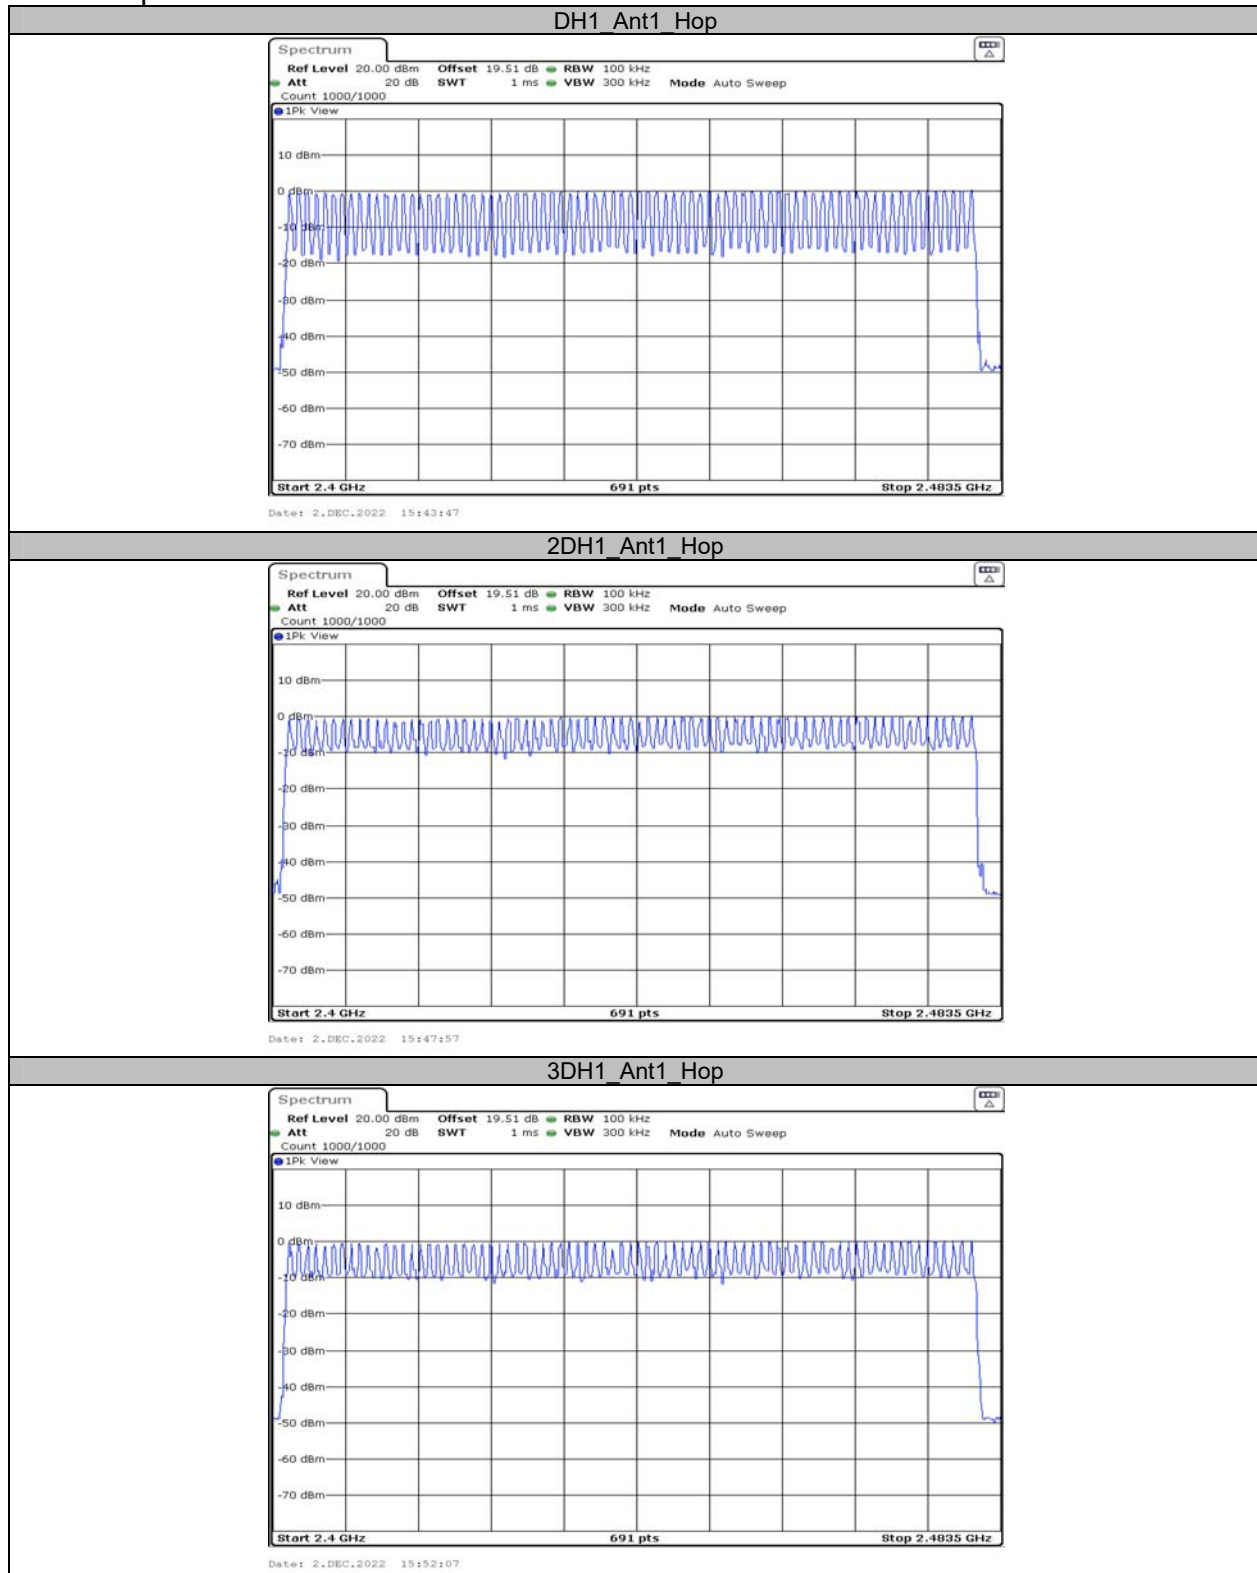 DH1_Ant1_Hop
Spectrum
Ref Level 20.00 dBm Offset 19.51 dB RBW 100 kHz
Att 20 dB SWT 1 ms VBW 300 kHz Mode Auto Sweep
Count 1000/1000
1Pk View
10 dBm
0 dBm
-10 dBm
-20 dBm
-30 dBm
-40 dBm
-50 dBm
-60 dBm
-70 dBm
Start 2.4 GHz 691 pts Stop 2.4835 GHz
Date: 2.DEC.2022 15:43:47
2DH1_Ant1_Hop
Spectrum
Ref Level 20.00 dBm Offset 19.51 dB RBW 100 kHz
Att 20 dB SWT 1 ms VBW 300 kHz Mode Auto Sweep
Count 1000/1000
1Pk View
10 dBm
0 dBm
-10 dBm
-20 dBm
-30 dBm
-40 dBm
-50 dBm
-60 dBm
-70 dBm
Start 2.4 GHz 691 pts Stop 2.4835 GHz
Date: 2.DEC.2022 15:47:57
3DH1_Ant1_Hop
Spectrum
Ref Level 20.00 dBm Offset 19.51 dB RBW 100 kHz
Att 20 dB SWT 1 ms VBW 300 kHz Mode Auto Sweep
Count 1000/1000
1Pk View
10 dBm
0 dBm
-10 dBm
-20 dBm
-30 dBm
-40 dBm
-50 dBm
-60 dBm
-70 dBm
Start 2.4 GHz 691 pts Stop 2.4835 GHz
Date: 2.DEC.2022 15:52:07